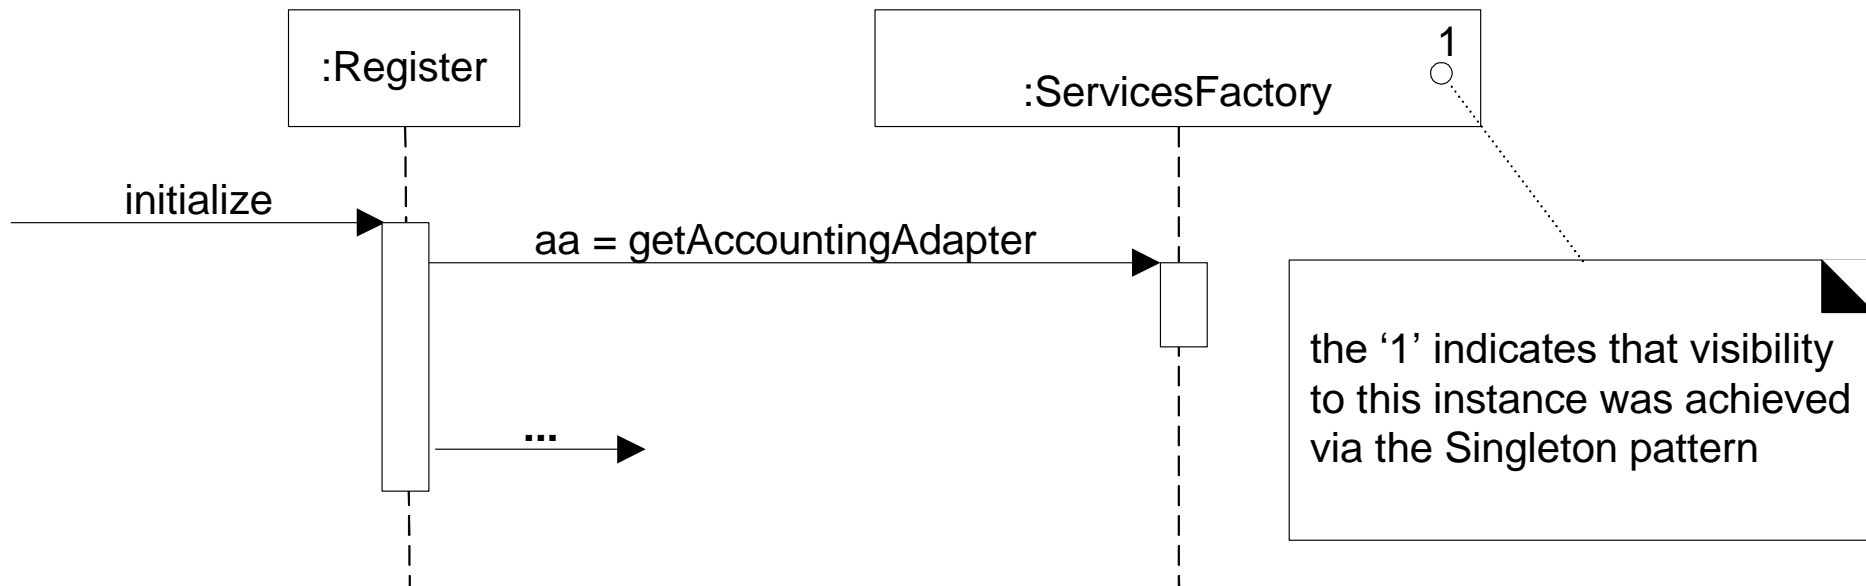 :Register
1
:ServicesFactory
initialize
aa = getAccountingAdapter
...
the ‘1’ indicates that visibility
to this instance was achieved
via the Singleton pattern